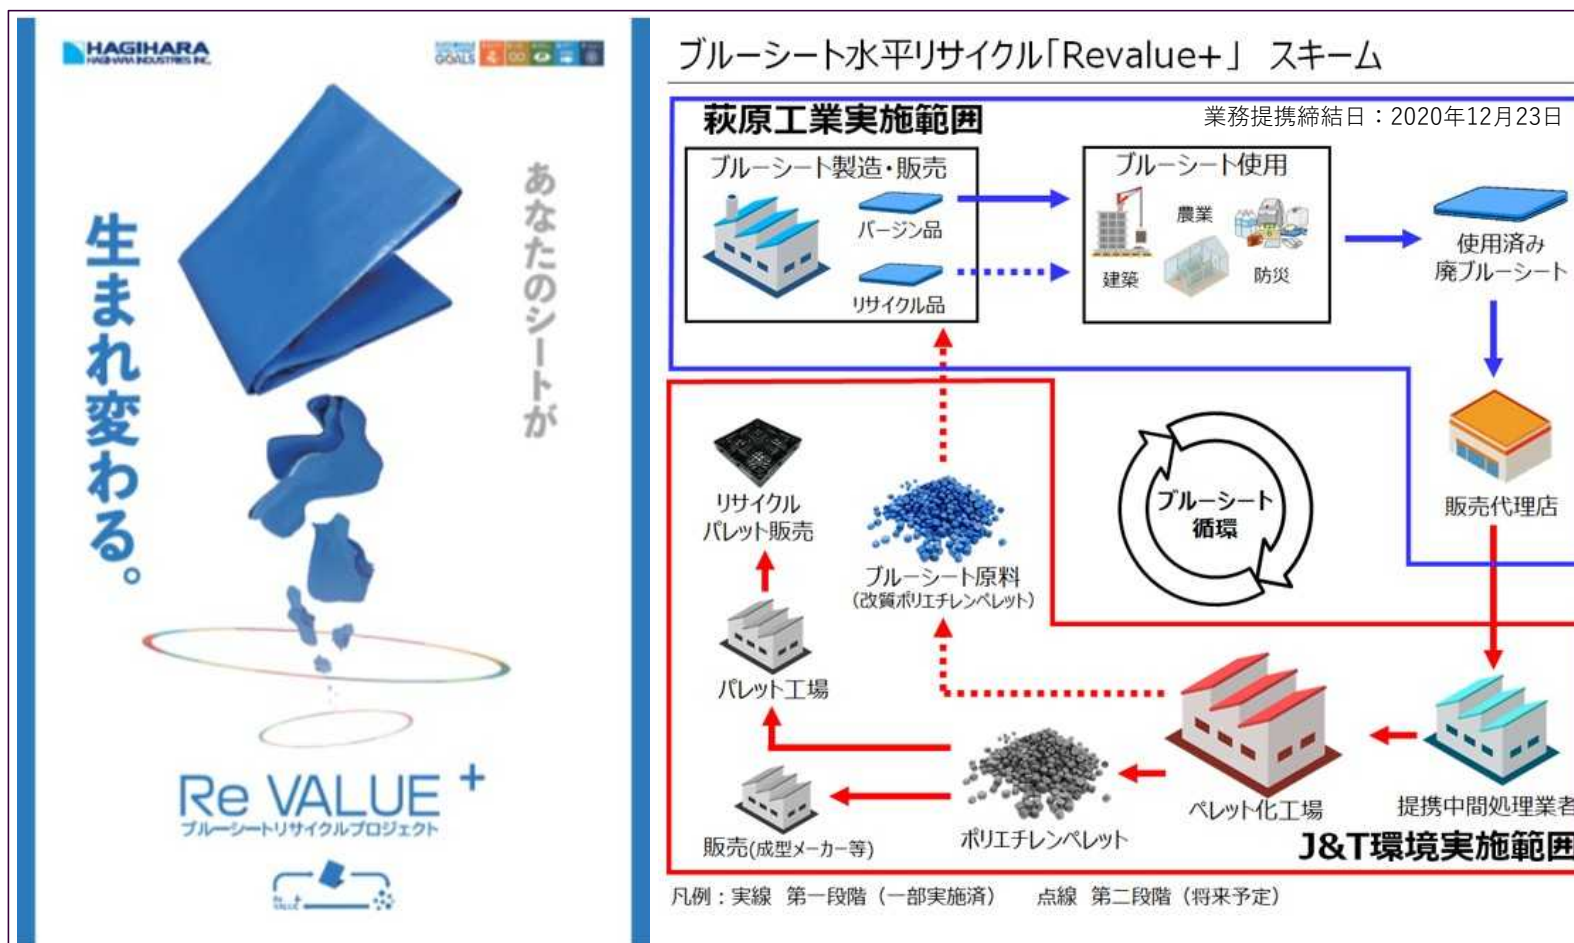 HAGIHARA
HAGIHARA INDUSTRIES INC.
GOALS
あなたのシートが
生まれ変わる。
Re VALUE +
ブルーシートリサイクルプロジェクト
Re +
VALUE
ブルーシート水平リサイクル「Revalue+」 スキーム
萩原工業実施範囲
業務提携締結日：2020年12月23日
ブルーシート製造・販売
バージン品
リサイクル品
ブルーシート使用
農業
建築
防災
使用済み
廃ブルーシート
販売代理店
ブルーシート
循環
リサイクル
パレット販売
ブルーシート原料
(改質ポリエチレンペレット)
パレット工場
販売(成型メーカー等)
ポリエチレンペレット
ペレット化工場
提携中間処理業者
J&T環境実施範囲
凡例：実線 第一段階（一部実施済） 点線 第二段階（将来予定）